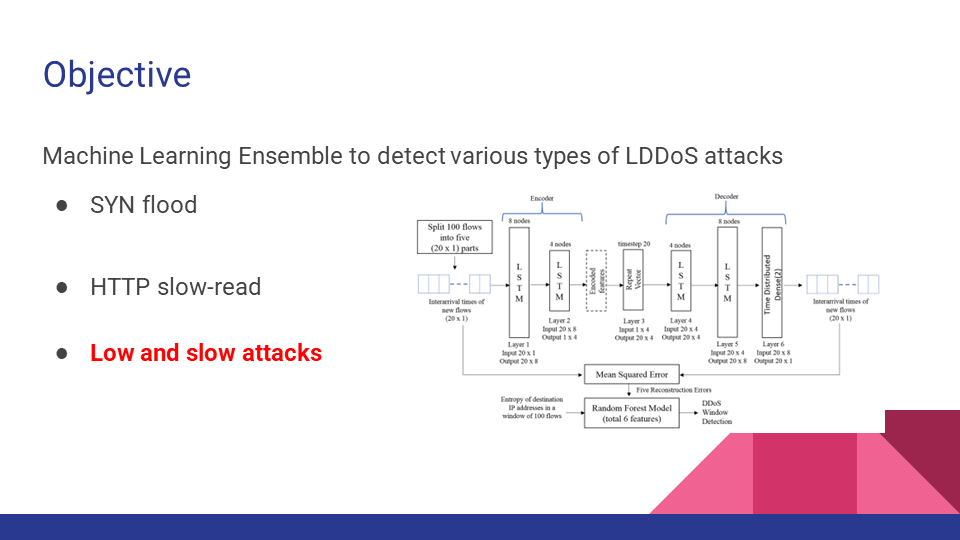 Objective
Machine Learning Ensemble to detect various types of LDDoS attacks
● SYN flood
● HTTP slow-read
● Low and slow attacks
Encoder
Decoder
Split 100 flows
into five
(20 x 1) parts
8 nodes
4 nodes
timestep 20
4 nodes
8 nodes
Interarrival times of
new flows
(20 x 1)
L
S
T
M
L
S
T
M
Encoded
features
Repeat
Vector
L
S
T
M
L
S
T
M
Time Distributed
Dense(2)
Interarrival times of
new flows
(20 x 1)
Layer 1
Input 20 x 1
Output 20 x 8
Layer 2
Input 20 x 8
Output 1 x 4
Layer 3
Input 1 x 4
Output 20 x 4
Layer 4
Input 20 x 4
Output 20 x 4
Layer 5
Input 20 x 4
Output 20 x 8
Layer 6
Input 20 x 8
Output 20 x 1
Mean Squared Error
Five Reconstruction Errors
Entropy of destination
IP addresses in a
window of 100 flows
Random Forest Model
(total 6 features)
DDoS
Window
Detection